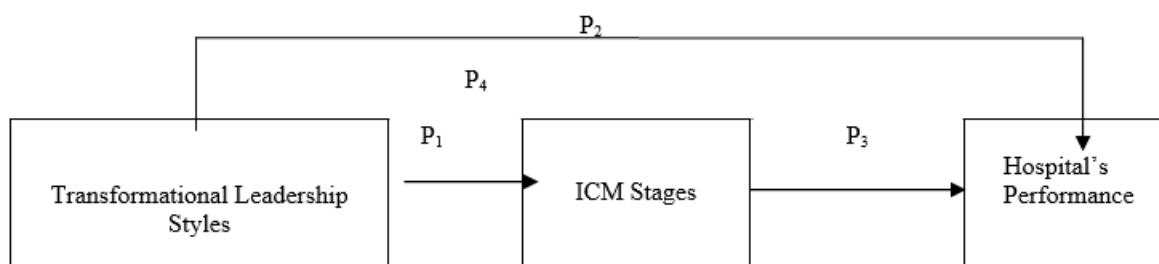 P₂
P₄
P₁
P₃
Transformational Leadership
Styles
ICM Stages
Hospital’s
Performance